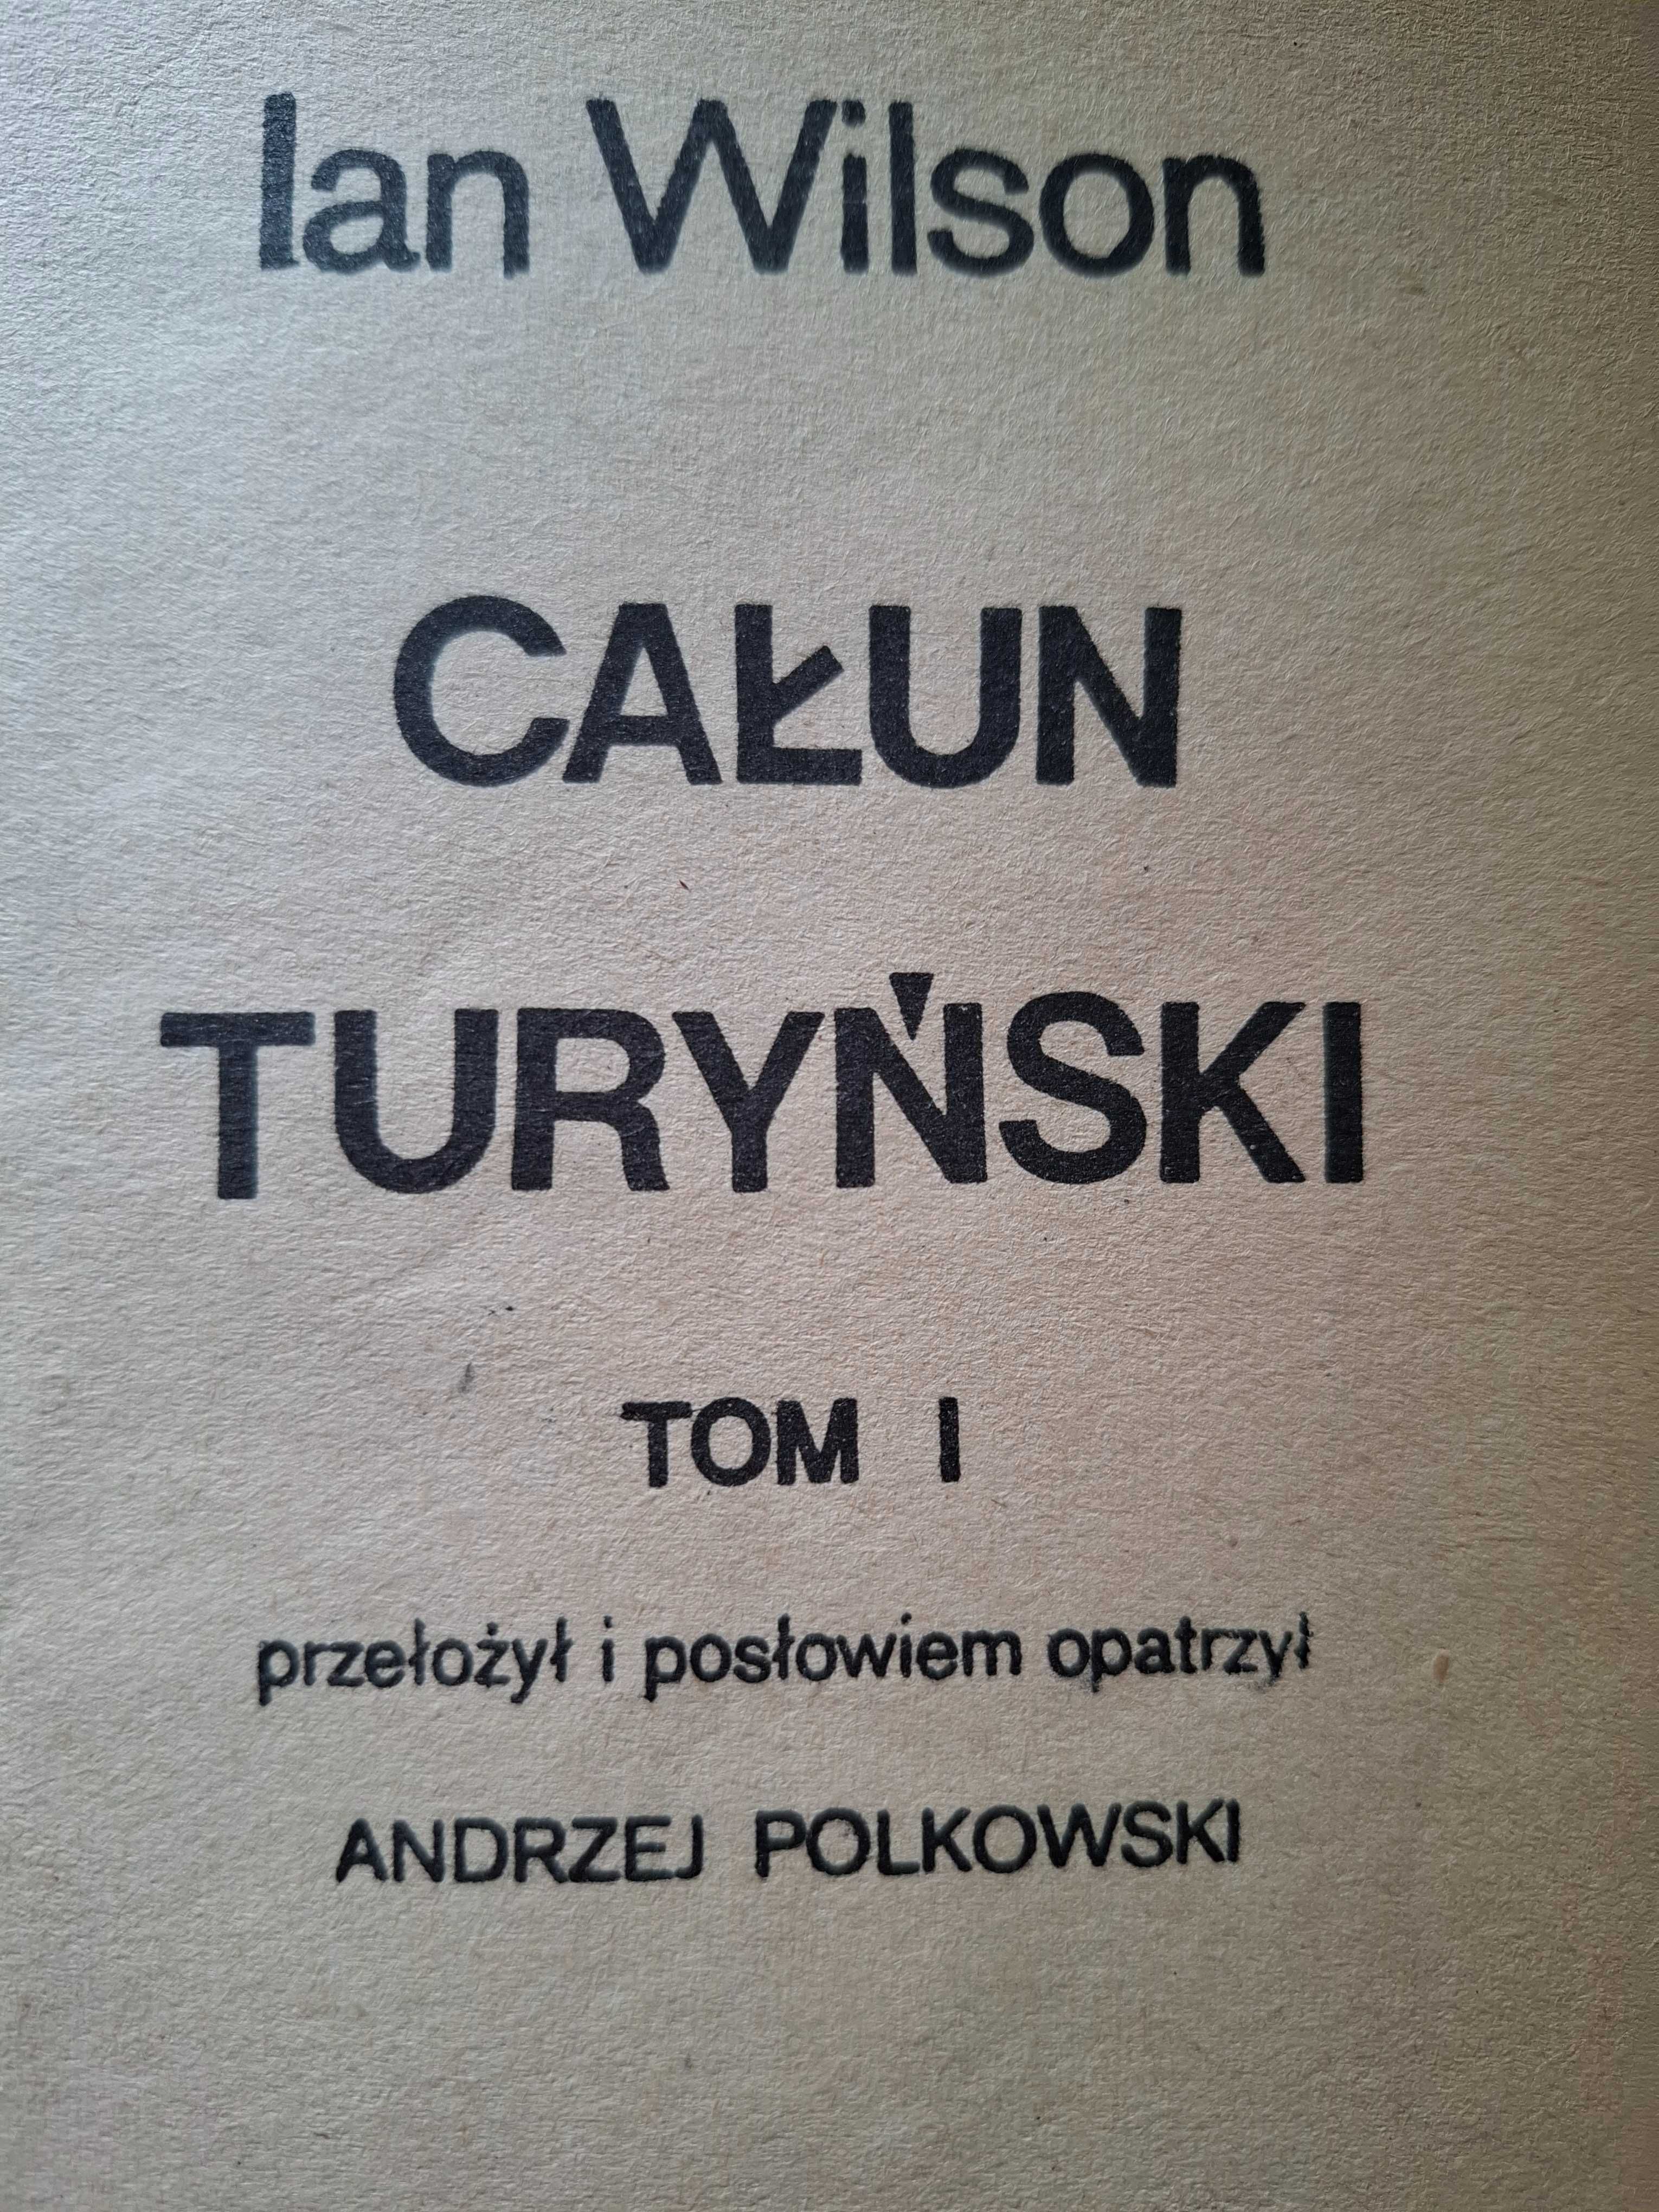 Ian Wilson
CAŁUN
TURYŃSKI
TOM I
przełożył i posłowiem opatrzył
ANDRZEJ POLKOWSKI